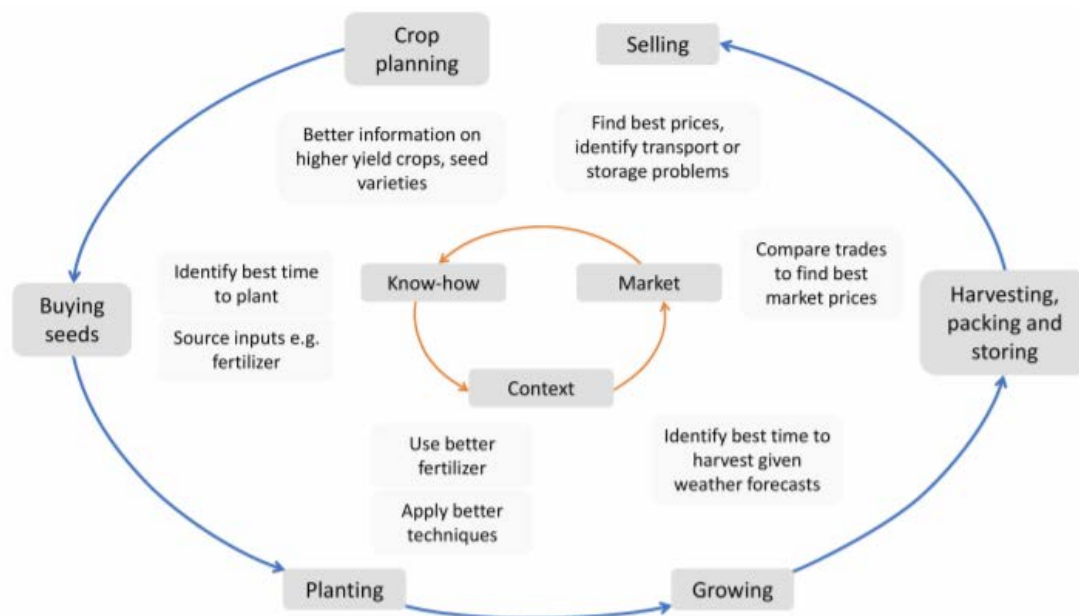 Crop
planning
Selling
Better information on
higher yield crops, seed
varieties
Find best prices,
identify transport or
storage problems
Identify best time
to plant
Know-how
Market
Compare trades
to find best
market prices
Buying
seeds
Source inputs e.g.
fertilizer
Harvesting,
packing and
storing
Context
Use better
fertilizer
Identify best time to
harvest given
weather forecasts
Apply better
techniques
Planting
Growing